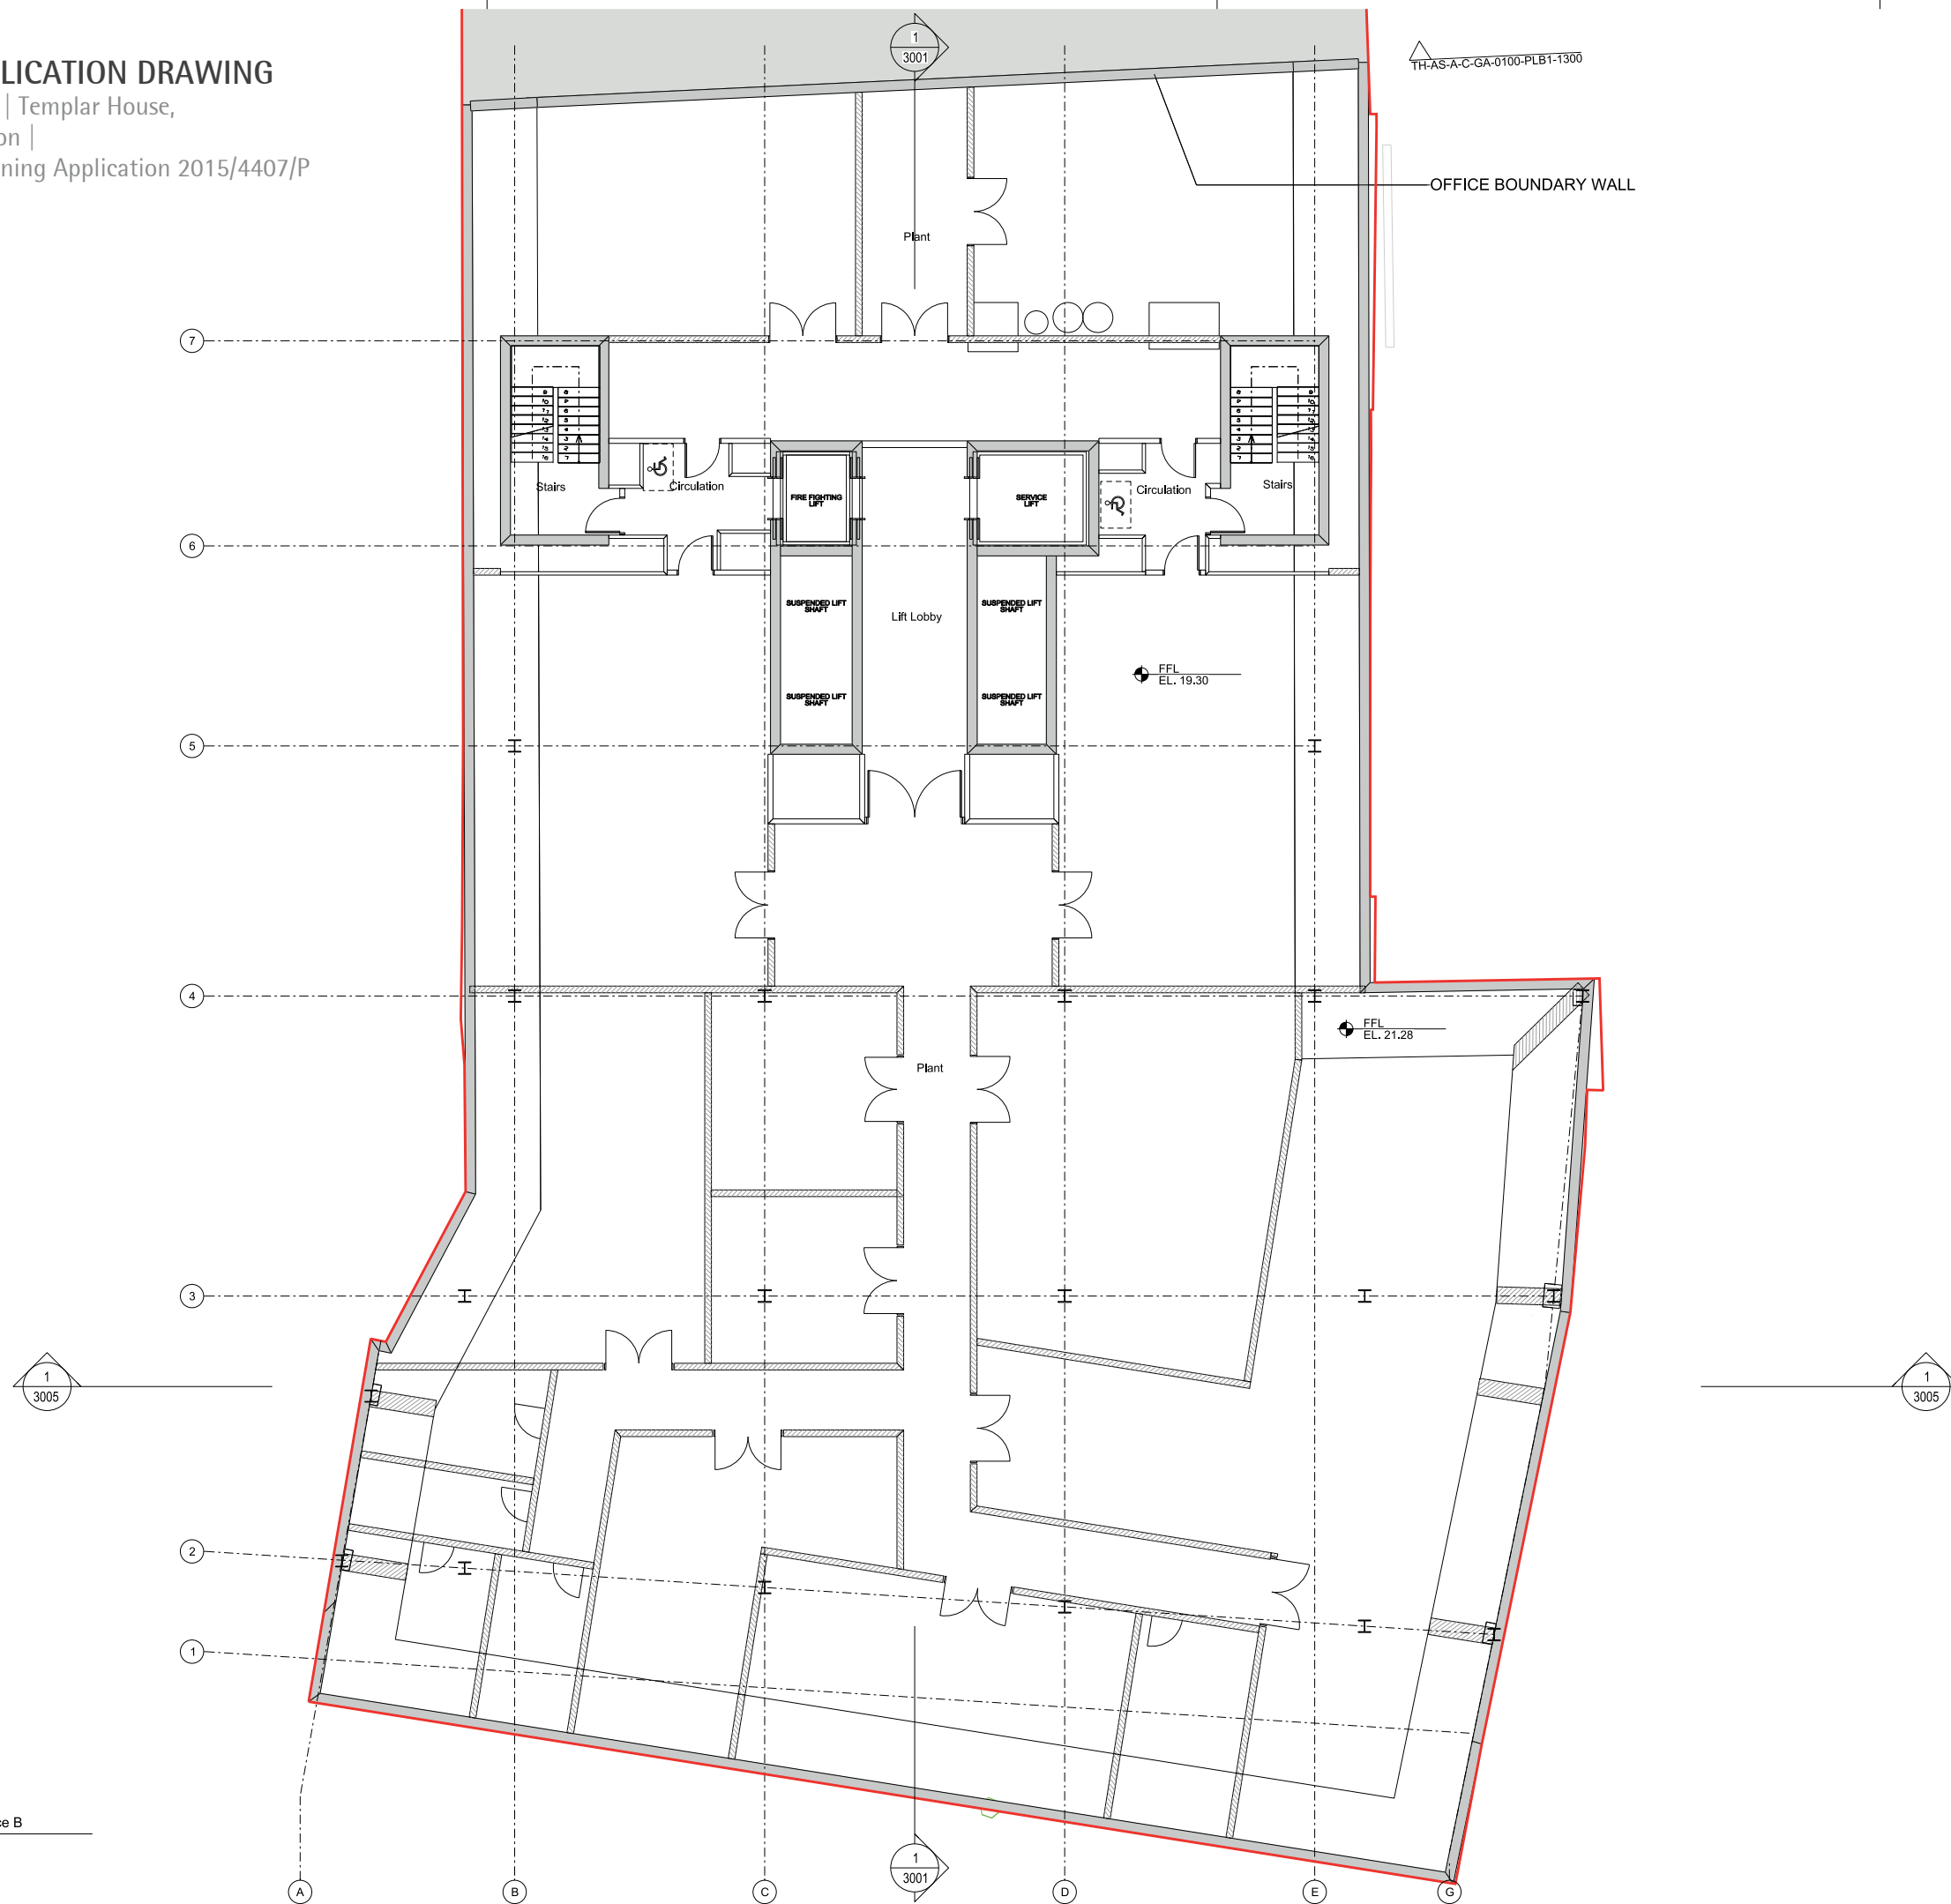 LICATION DRAWING
| Templar House,
on |
ning Application 2015/4407/P
1
3001
TH-AS-A-C-GA-0100-PLB1-1300
OFFICE BOUNDARY WALL
Plant
7
Stairs
Circulation
FIRE FIGHTING
LIFT
SERVICE
LIFT
Circulation
Stairs
6
SUSPENDED LIFT
SHAFT
SUSPENDED LIFT
SHAFT
Lift Lobby
FFL
EL. 19.30
SUSPENDED LIFT
SHAFT
SUSPENDED LIFT
SHAFT
5
4
FFL
EL. 21.28
Plant
3
1
3005
1
3005
2
1
ce B
1
3001
A
B
C
D
E
G